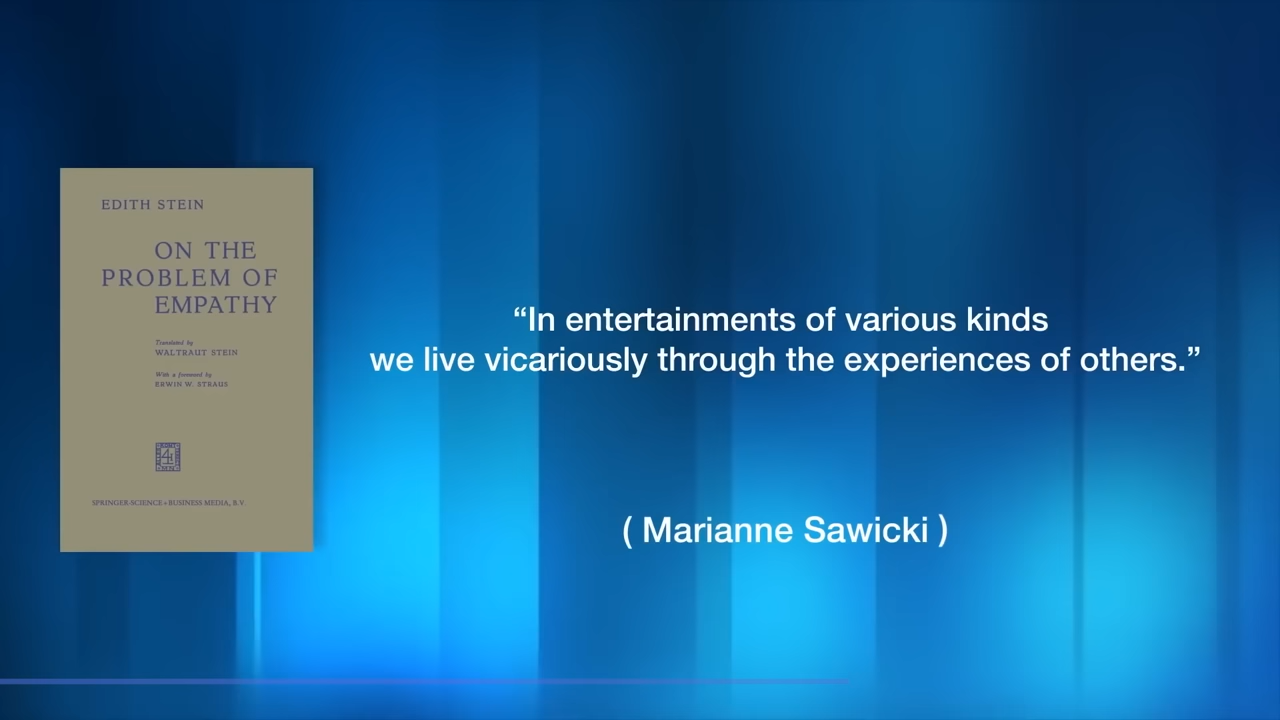 EDITH STEIN
ON THE
PROBLEM OF
EMPATHY
Translated by
WALTRAUT STEIN
With a foreword by
ERWIN W. STRAUS
SPRINGER-SCIENCE+BUSINESS MEDIA, B.V.
“In entertainments of various kinds
we live vicariously through the experiences of others.”
( Marianne Sawicki )